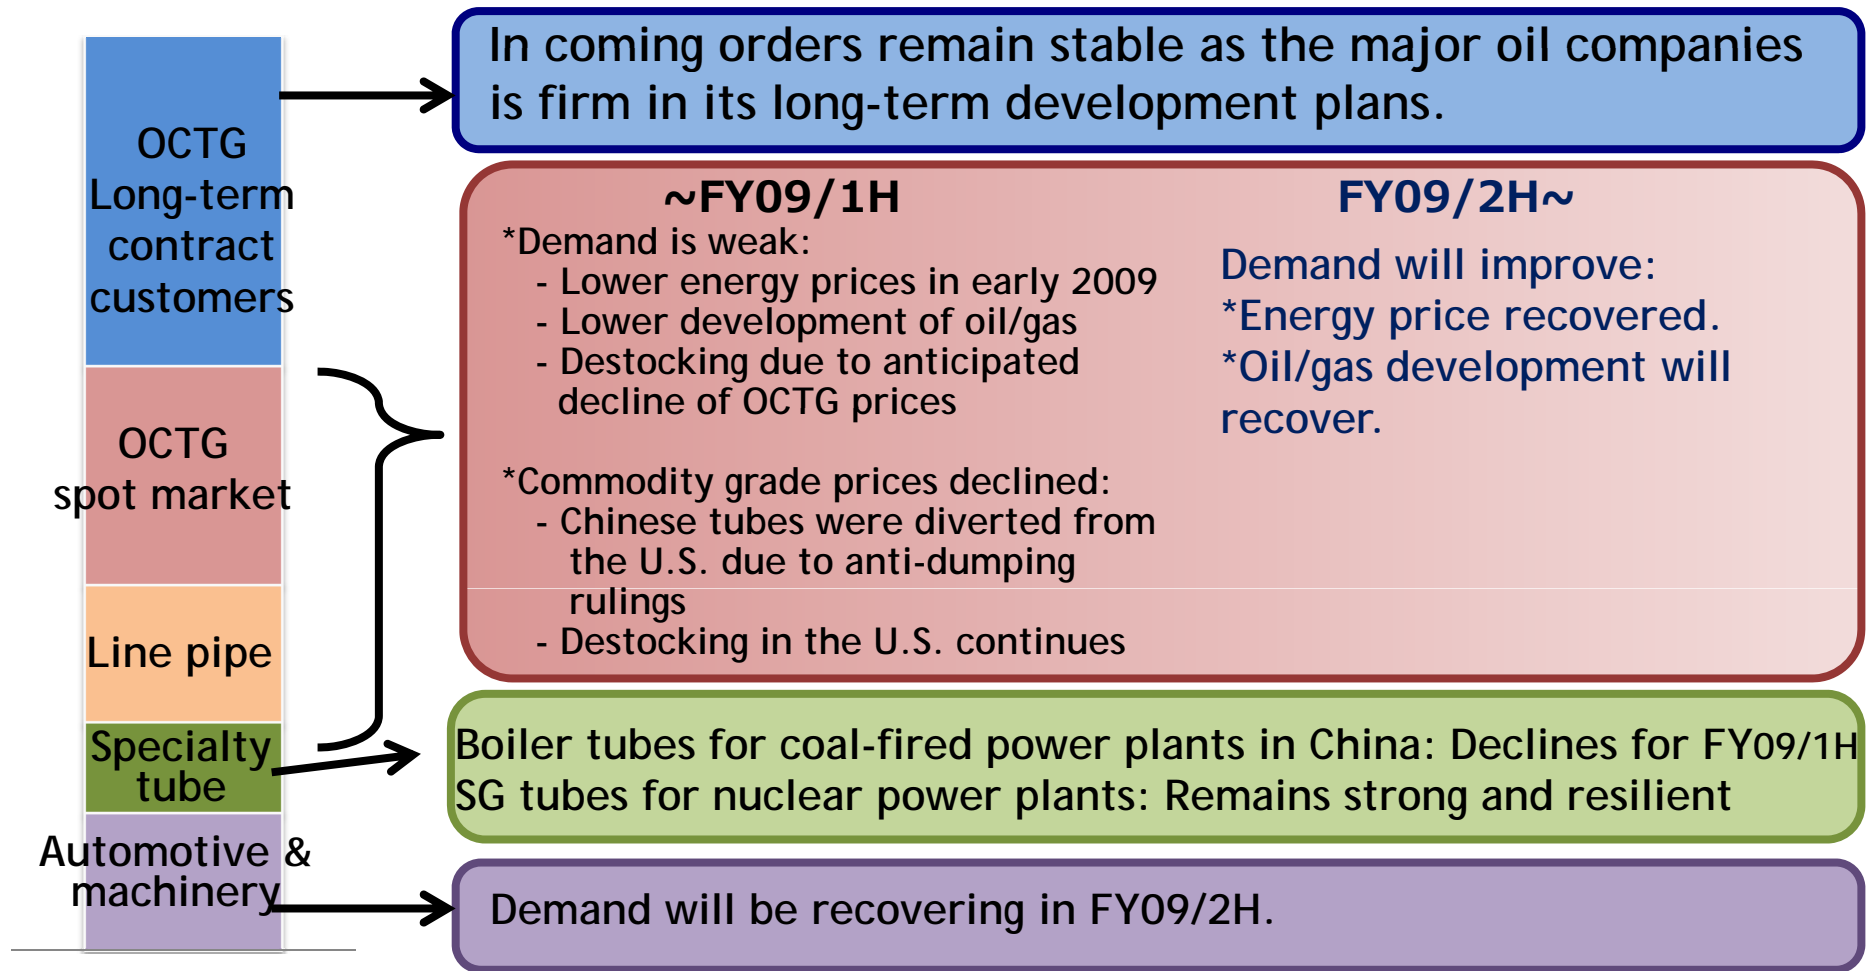 OCTG
Long-term
contract
customers
OCTG
spot market
Line pipe
Specialty
tube
Automotive &
machinery
In coming orders remain stable as the major oil companies
is firm in its long-term development plans.
~FY09/1H
*Demand is weak:
- Lower energy prices in early 2009
- Lower development of oil/gas
- Destocking due to anticipated
decline of OCTG prices
*Commodity grade prices declined:
- Chinese tubes were diverted from
the U.S. due to anti-dumping
rulings
- Destocking in the U.S. continues
FY09/2H~
Demand will improve:
*Energy price recovered.
*Oil/gas development will
recover.
Boiler tubes for coal-fired power plants in China: Declines for FY09/1H
SG tubes for nuclear power plants: Remains strong and resilient
Demand will be recovering in FY09/2H.